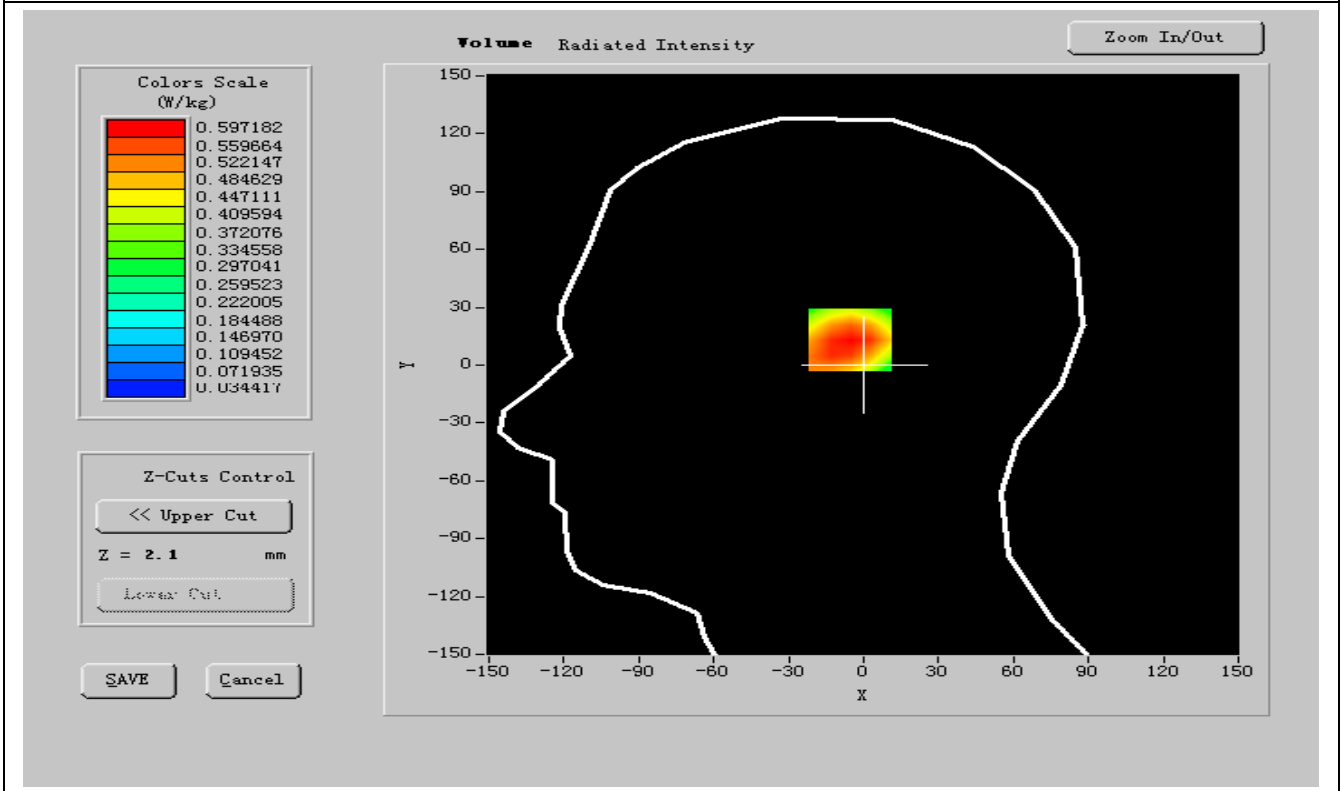 Volume Radiated Intensity
Zoom In/Out
Colors Scale
(W/kg)
0.597182
0.559664
0.522147
0.484629
0.447111
0.409594
0.372076
0.334558
0.297041
0.259523
0.222005
0.184488
0.146970
0.109452
0.071935
0.034417
Z-Cuts Control
<< Upper Cut
Z = 2.1 mm
Lower Cut
SAVE Cancel
150
120
90
60
30
0
-30
-60
-90
-120
-150
Y
-150 -120 -90 -60 -30 0 30 60 90 120 150
X